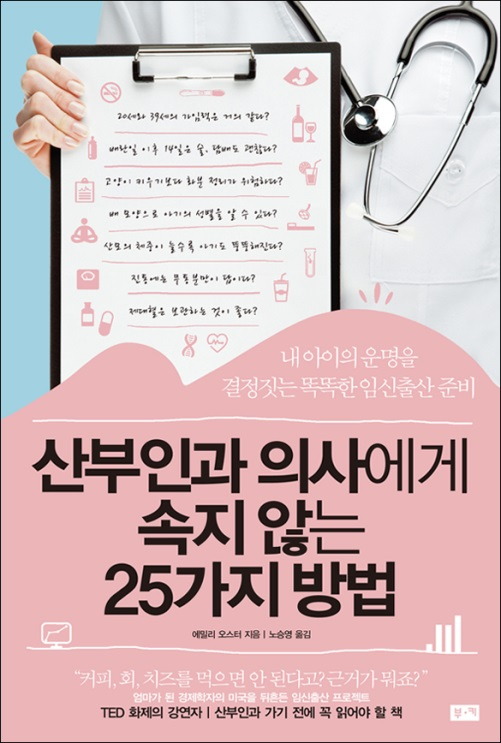 20세와 39세의 가임력은 거의 같다?
배란일 이후 14일은 술, 담배도 괜찮다?
고양이 키우기보다 화분 정리가 위험하다?
배 모양으로 아기의 성별을 알 수 있다?
산모의 체중이 늘수록 아기도 뚱뚱해진다?
진통에는 무통분만이 답이다?
제대혈은 보관하는 것이 좋다?
내 아이의 운명을
결정짓는 똑똑한 임신출산 준비
산부인과 의사에게
속지 않는
25가지 방법
에밀리 오스터 지음 | 노승영 옮김
“커피, 회, 치즈를 먹으면 안 된다고? 근거가 뭐죠?”
엄마가 된 경제학자의 미국을 뒤흔든 임신출산 프로젝트
TED 화제의 강연자 | 산부인과 가기 전에 꼭 읽어야 할 책
부·키